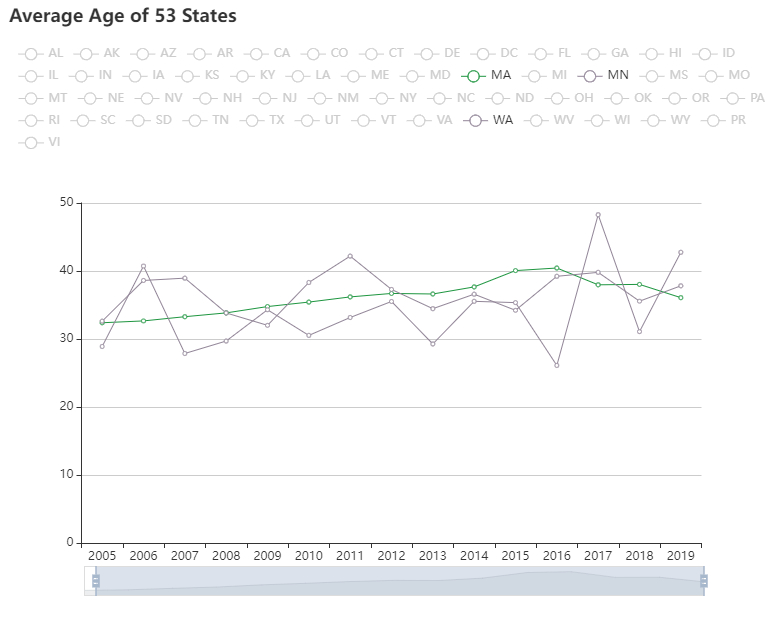 Average Age of 53 States
AL AK AZ AR CA CO CT DE DC FL GA HI ID
IL IN IA KS KY LA ME MD MA MI MN MS MO
MT NE NV NH NJ NM NY NC ND OH OK OR PA
RI SC SD TN TX UT VT VA WA WV WI WY PR
VI
50
40
30
20
10
0
2005 2006 2007 2008 2009 2010 2011 2012 2013 2014 2015 2016 2017 2018 2019